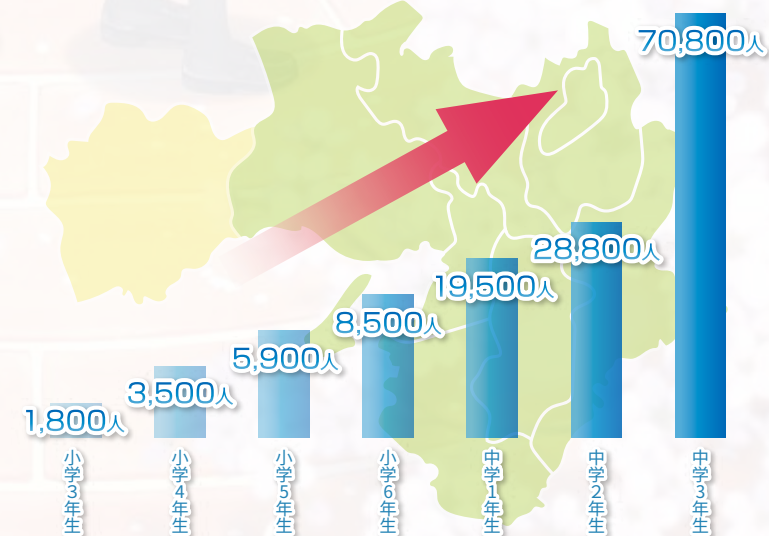 70,800人
28,800人
19,500人
8,500人
5,900人
3,500人
1,800人
小学3年生
小学4年生
小学5年生
小学6年生
中学1年生
中学2年生
中学3年生